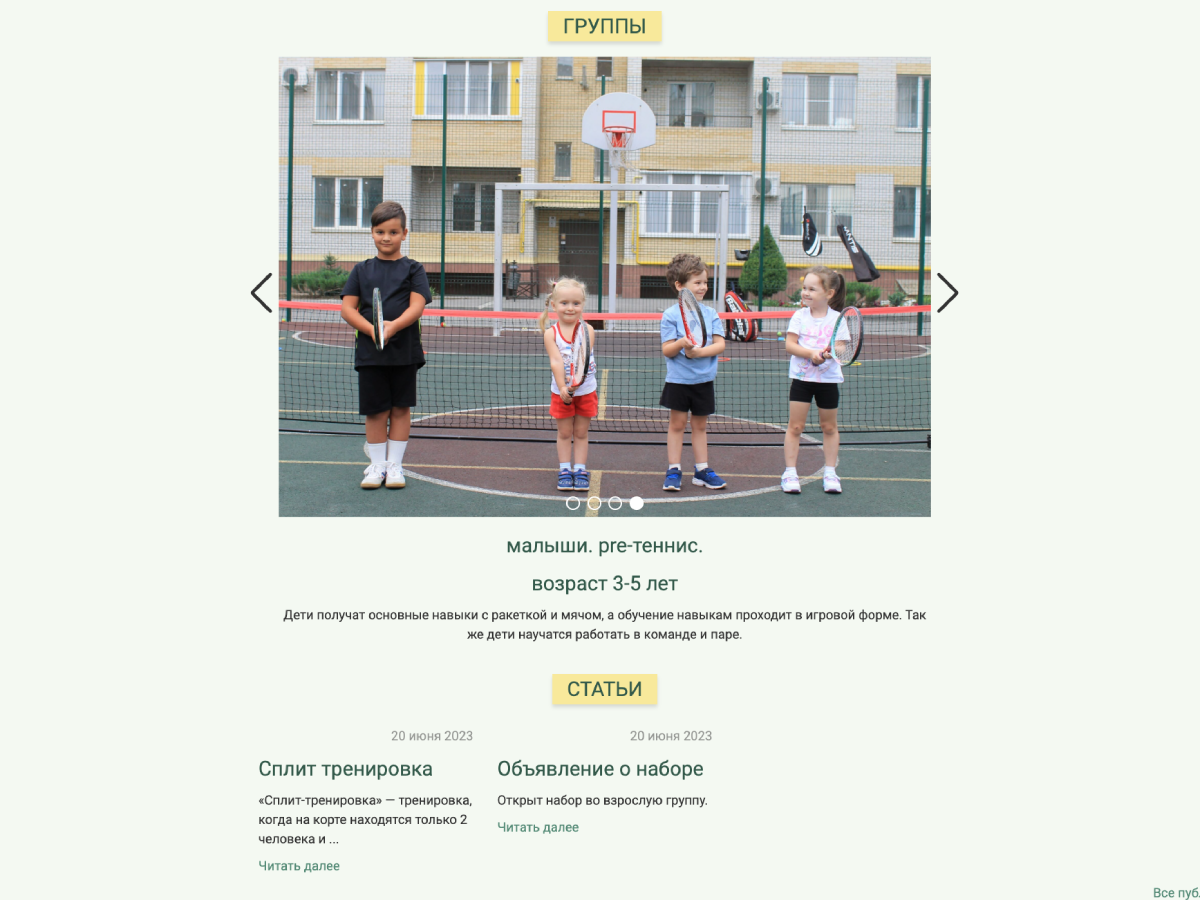 ГРУППЫ
малыши. pre-теннис.
возраст 3-5 лет
Дети получат основные навыки с ракеткой и мячом, а обучение навыкам проходит в игровой форме. Так
же дети научатся работать в команде и паре.
СТАТЬИ
20 июня 2023
Сплит тренировка
«Сплит-тренировка» — тренировка,
когда на корте находятся только 2
человека и ...
Читать далее
20 июня 2023
Объявление о наборе
Открыт набор во взрослую группу.
Читать далее
Все пуб